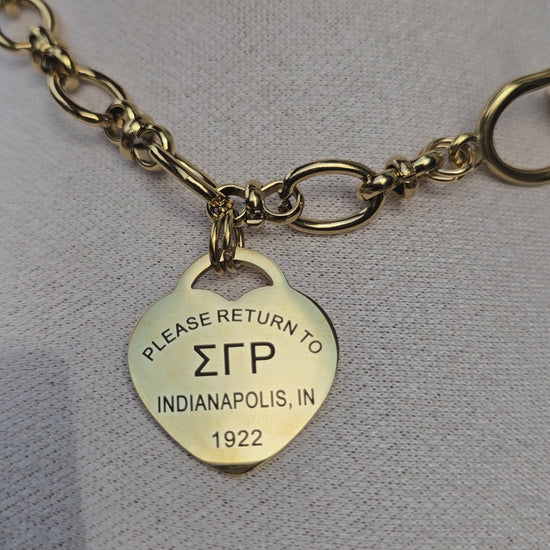 PLEASE RETURN TO
ΣΓΡ
INDIANAPOLIS, IN
1922